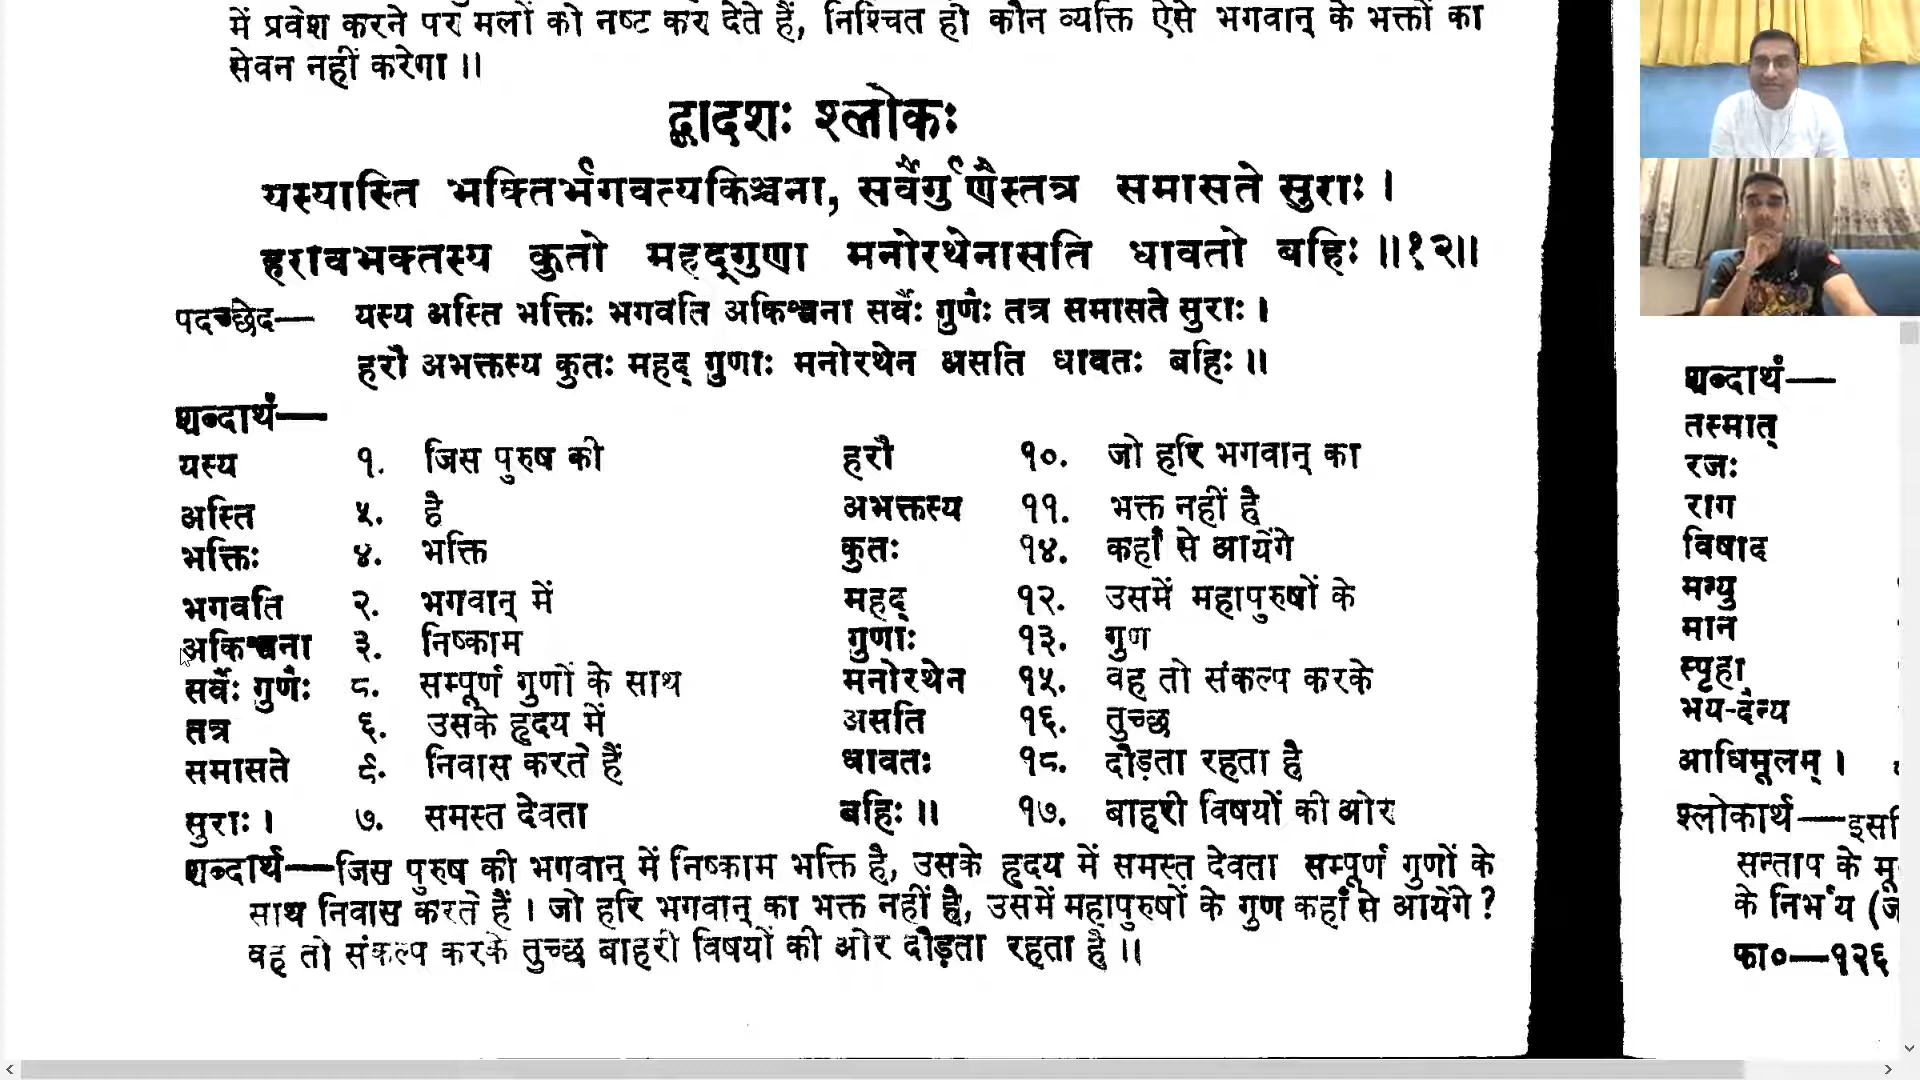 में प्रवेश करने पर मलों को नष्ट कर देते हैं, निश्चित ही कौन व्यक्ति ऐसे भगवान् के भक्तों का
सेवन नहीं करेगा ॥
द्वादशः श्लोकः
यस्यास्ति भक्तिर्भगवत्यकिञ्चना, सर्वैर्गुणैस्तत्र समासते सुराः ।
हरावभक्तस्य कुतो महद्गुणा मनोरथेनासति धावतो बहिः ॥१२॥
पदच्छेद— यस्य अस्ति भक्तिः भगवति अकिञ्चना सर्वैः गुणैः तत्र समासते सुराः ।
हरौ अभक्तस्य कुतः महद् गुणाः मनोरथेन असति धावतः बहिः ॥
शब्दार्थ—
यस्य १. जिस पुरुष की हरौ १०. जो हरि भगवान् का
अस्ति ५. है अभक्तस्य ११. भक्त नहीं है
भक्तिः ४. भक्ति कुतः १४. कहाँ से आयेंगे
भगवति २. भगवान् में महद् १२. उसमें महापुरुषों के
अकिञ्चना ३. निष्काम गुणाः १३. गुण
सर्वैः गुणैः ८. सम्पूर्ण गुणों के साथ मनोरथेन १५. वह तो संकल्प करके
तत्र ६. उसके हृदय में असति १६. तुच्छ
समासते ९. निवास करते हैं धावतः १८. दौड़ता रहता है
सुराः । ७. समस्त देवता बहिः ॥ १७. बाहरी विषयों की ओर
शब्दार्थ—जिस पुरुष की भगवान् में निष्काम भक्ति है, उसके हृदय में समस्त देवता सम्पूर्ण गुणों के
साथ निवास करते हैं । जो हरि भगवान् का भक्त नहीं है, उसमें महापुरुषों के गुण कहाँ से आयेंगे ?
वह तो संकल्प करके तुच्छ बाहरी विषयों की ओर दौड़ता रहता है ॥
शब्दार्थ—
तस्मात्
रजः
राग
विषाद
मन्यु
मान
स्पृहा
भय-दैन्य
आधिमूलम् ।
श्लोकार्थ—इसलि
सन्ताप के मू
के निर्भय (ज
फा०—१२६